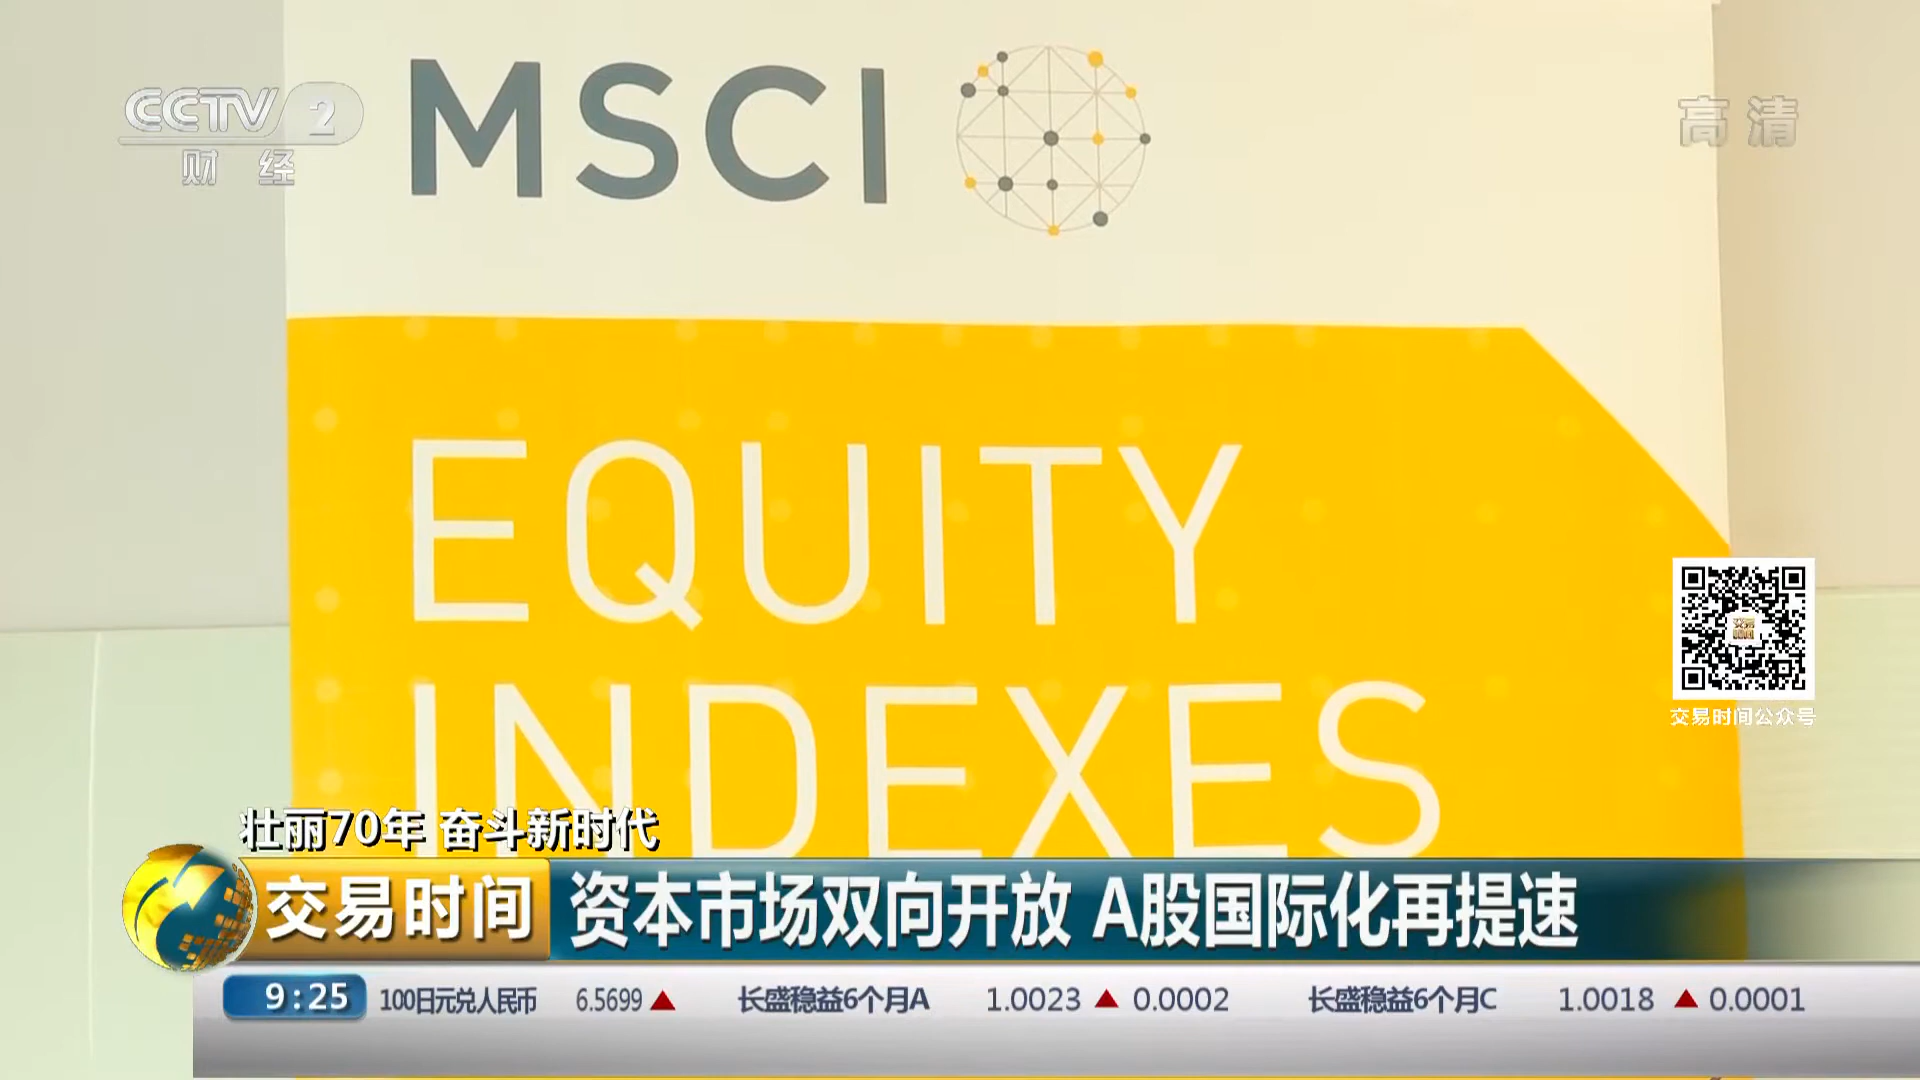 CCTV 2
财 经
MSCI
高 清
EQUITY
INDEXES
交易时间公众号
壮丽70年 奋斗新时代
交易时间
资本市场双向开放 A股国际化再提速
9:25 100日元兑人民币 6.5699 ▲ 长盛稳益6个月A 1.0023 ▲ 0.0002 长盛稳益6个月C 1.0018 ▲ 0.0001